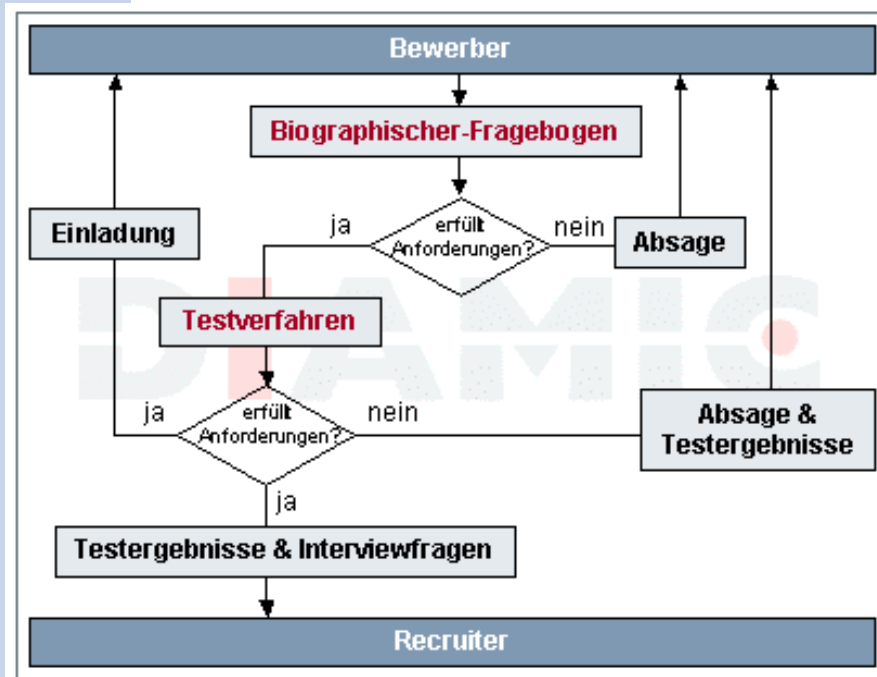 Bewerber
Biographischer-Fragebogen
ja
erfüllt
Anforderungen?
nein
Einladung
Absage
Testverfahren
ja
erfüllt
Anforderungen?
nein
Absage &
Testergebnisse
ja
Testergebnisse & Interviewfragen
Recruiter
DIAMIC